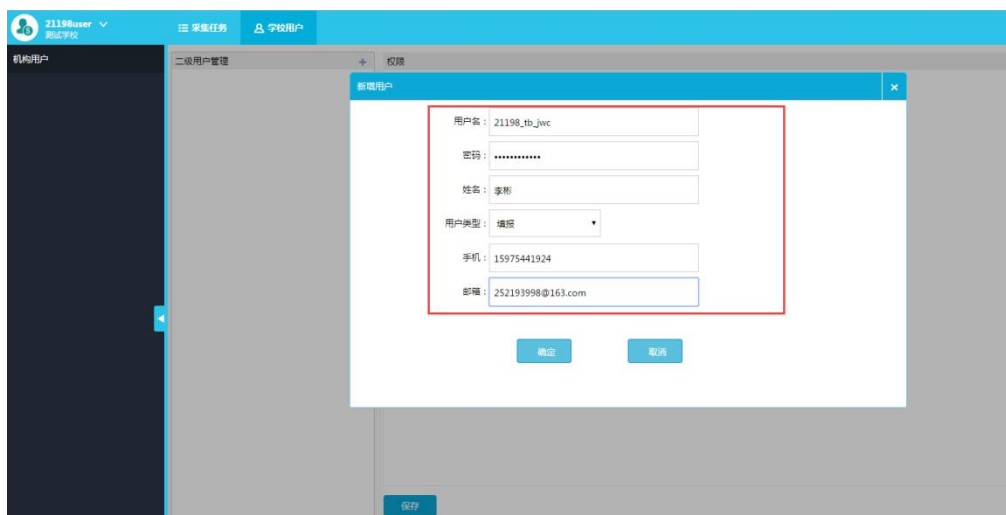 21198user
测试学校
采集任务
学校用户
机构用户
二级用户管理 +
权限
新增用户 ×
用户名： 21198_tb_jwc
密码： ••••••••••••
姓名： 李彬
用户类型： 填报
手机： 15975441924
邮箱： 252193998@163.com
确定
取消
保存